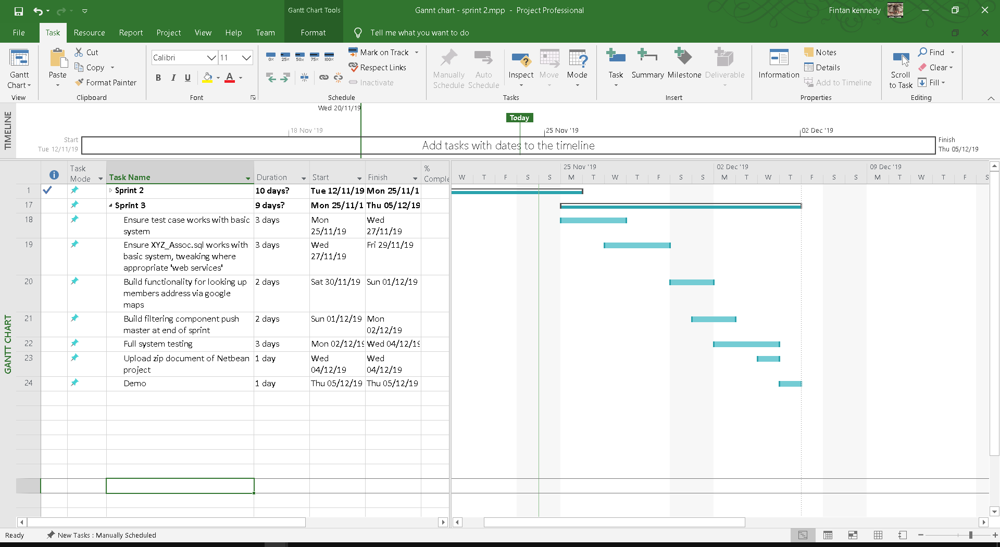 Gantt Chart Tools
Gannt chart - sprint 2.mpp - Project Professional
Fintan kennedy
File Task Resource Report Project View Help Team Format Tell me what you want to do
Gantt Chart
View
Paste
Cut
Copy
Format Painter
Clipboard
Calibri 11
B I U A
Font
0% 25% 50% 75% 100%
Mark on Track
Respect Links
Inactivate
Schedule
Manually Schedule
Auto Schedule
Inspect
Move
Mode
Tasks
Task
Summary
Milestone
Deliverable
Insert
Information
Notes
Details
Add to Timeline
Properties
Scroll to Task
Find
Clear
Fill
Editing
TIMELINE
Wed 20/11/19
Today
18 Nov '19 25 Nov '19 02 Dec '19
Start
Tue 12/11/19
Add tasks with dates to the timeline
Finish
Thu 05/12/19
GANTT CHART
Task Mode Task Name Duration Start Finish % Comple
25 Nov '19 02 Dec '19 09 Dec '19
W T F S S M T W T F S S M T W T F S S M T W T F S
1 Sprint 2 10 days? Tue 12/11/19 Mon 25/11/1
17 Sprint 3 9 days? Mon 25/11/1 Thu 05/12/19
18 Ensure test case works with basic 3 days Mon Wed
system 25/11/19 27/11/19
19 Ensure XYZ_Assoc.sql works with 3 days Wed Fri 29/11/19
basic system, tweaking where 27/11/19
appropriate 'web services'
20 Build functionality for looking up 2 days Sat 30/11/19 Sun 01/12/19
members address via google
maps
21 Build filtering component push 2 days Sun 01/12/19 Mon
master at end of sprint 02/12/19
22 Full system testing 3 days Mon 02/12/19 Wed 04/12/19
23 Upload zip document of Netbean 1 day Wed Wed
project 04/12/19 04/12/19
24 Demo 1 day Thu 05/12/19 Thu 05/12/19
Ready New Tasks : Manually Scheduled